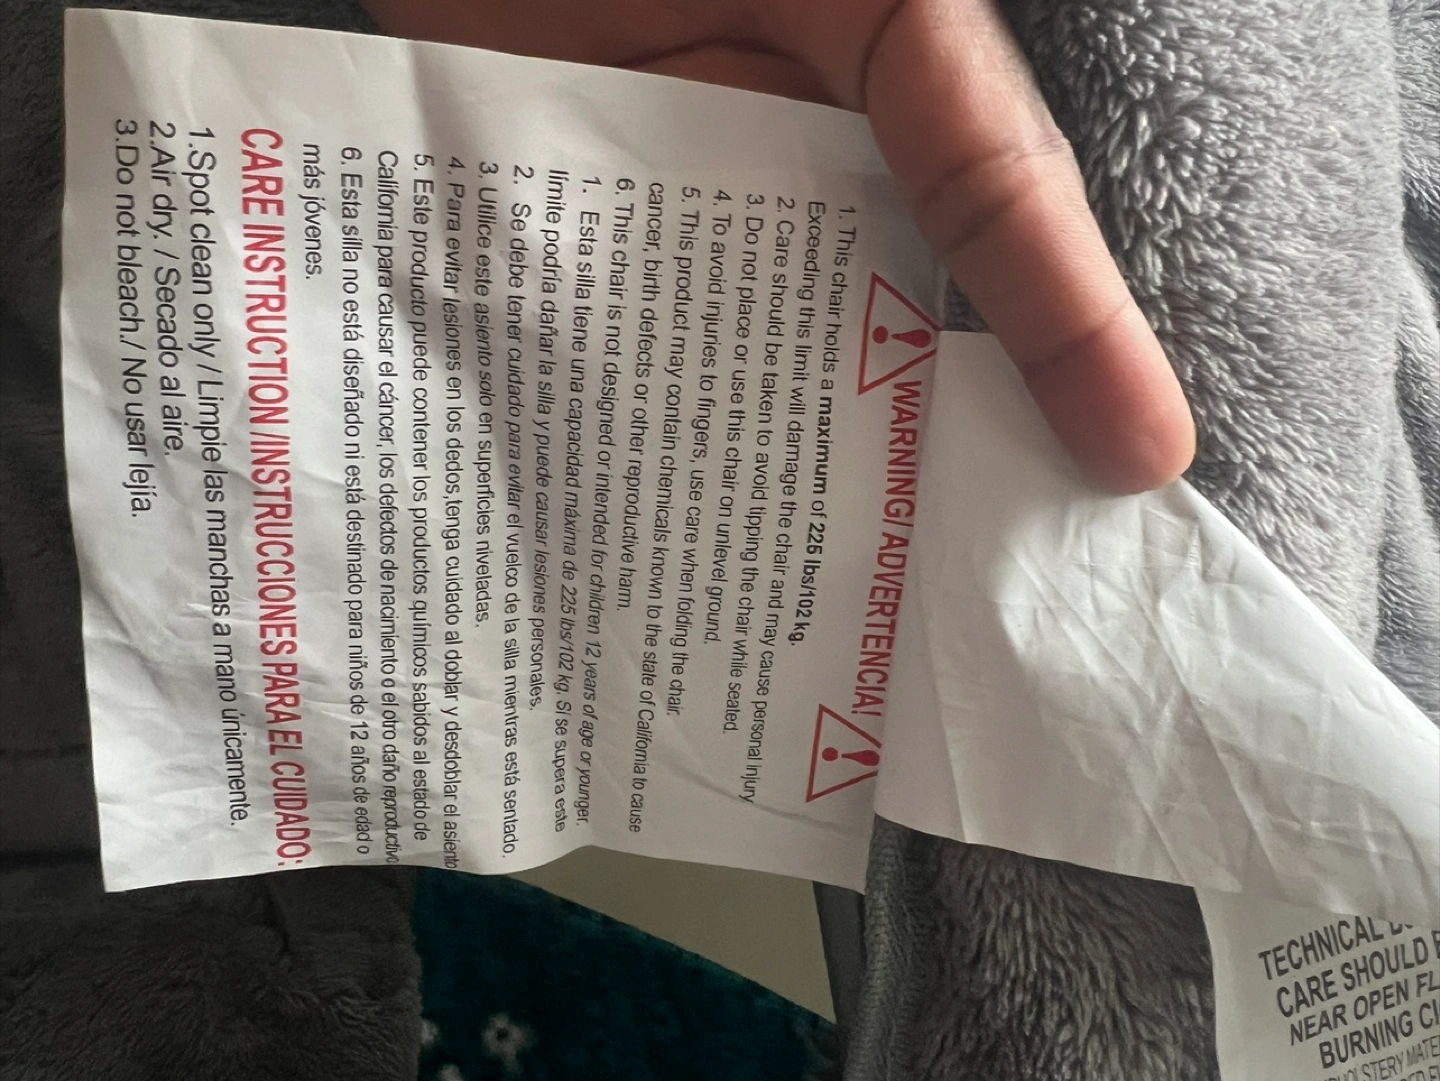 WARNING/ ADVERTENCIA!
1. This chair holds a maximum of 225 lbs/102 kg.
Exceeding this limit will damage the chair and may cause personal injury
2. Care should be taken to avoid tipping the chair while seated.
3. Do not place or use this chair on unlevel ground.
4. To avoid injuries to fingers, use care when folding the chair.
5. This product may contain chemicals known to the state of California to cause
cancer, birth defects or other reproductive harm.
6. This chair is not designed or intended for children 12 years of age or younger.
1. Esta silla tiene una capacidad máxima de 225 lbs/102 kg. Si se supera este
límite podría dañar la silla y puede causar lesiones personales.
2. Se debe tener cuidado para evitar el vuelco de la silla mientras está sentado.
3. Utilice este asiento solo en superficies niveladas.
4. Para evitar lesiones en los dedos,tenga cuidado al doblar y desdoblar el asiento
5. Este producto puede contener los productos químicos sabidos al estado de
California para causar el cáncer, los defectos de nacimiento o el otro daño reproductivo
6. Esta silla no está diseñado ni está destinado para niños de 12 años de edad o
más jóvenes.
CARE INSTRUCTION /INSTRUCCIONES PARA EL CUIDADO:
1.Spot clean only / Limpie las manchas a mano únicamente.
2.Air dry. / Secado al aire.
3.Do not bleach./ No usar lejía.
TECHNICAL
CARE SHOULD
NEAR OPEN
BURNING